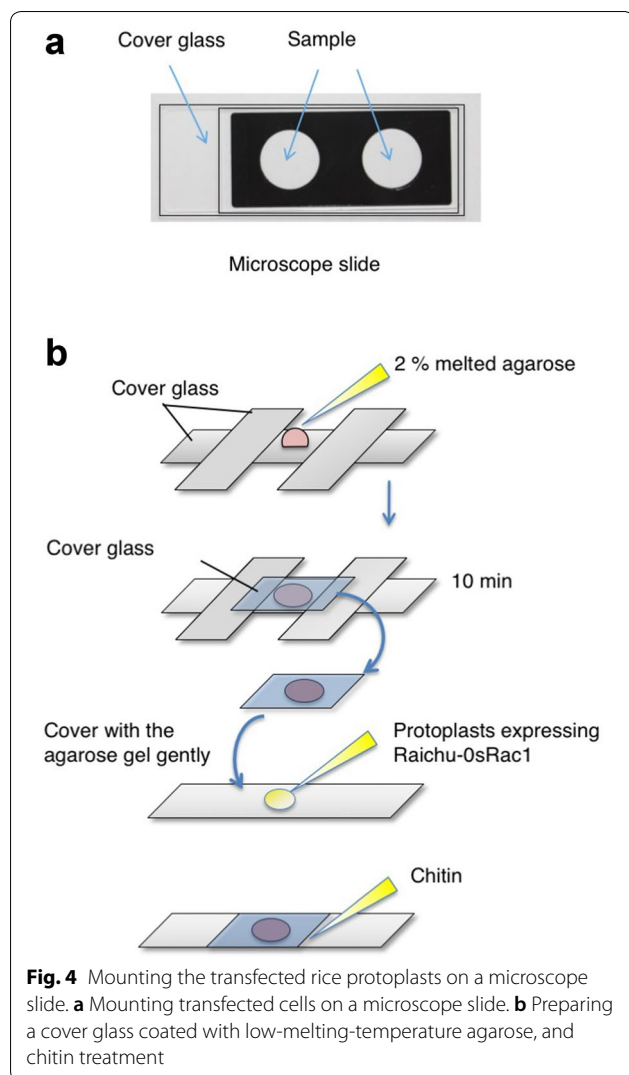 a
Cover glass
Sample
Microscope slide
b
2 % melted agarose
Cover glass
Cover glass
10 min
Cover with the
agarose gel gently
Protoplasts expressing
Raichu-0sRac1
Chitin
Fig. 4 Mounting the transfected rice protoplasts on a microscope
slide. a Mounting transfected cells on a microscope slide. b Preparing
a cover glass coated with low-melting-temperature agarose, and
chitin treatment